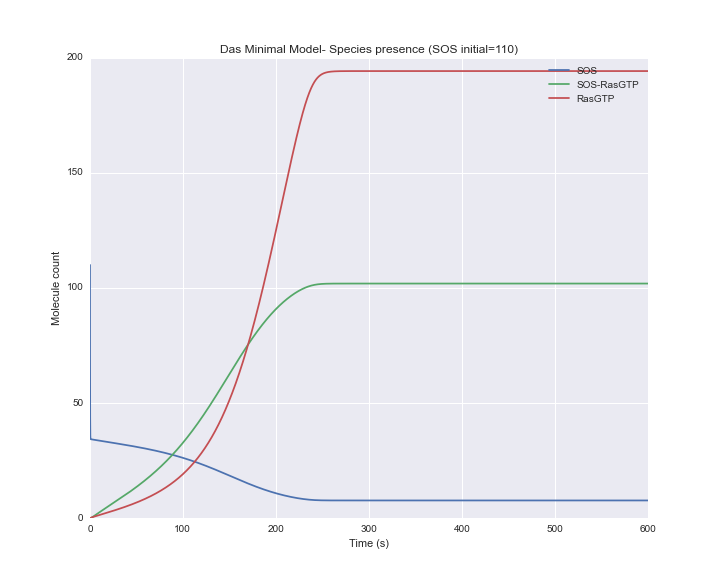 Das Minimal Model- Species presence (SOS initial=110)
200
150
100
50
0
Molecule count
SOS
SOS-RasGTP
RasGTP
0 100 200 300 400 500 600
Time (s)